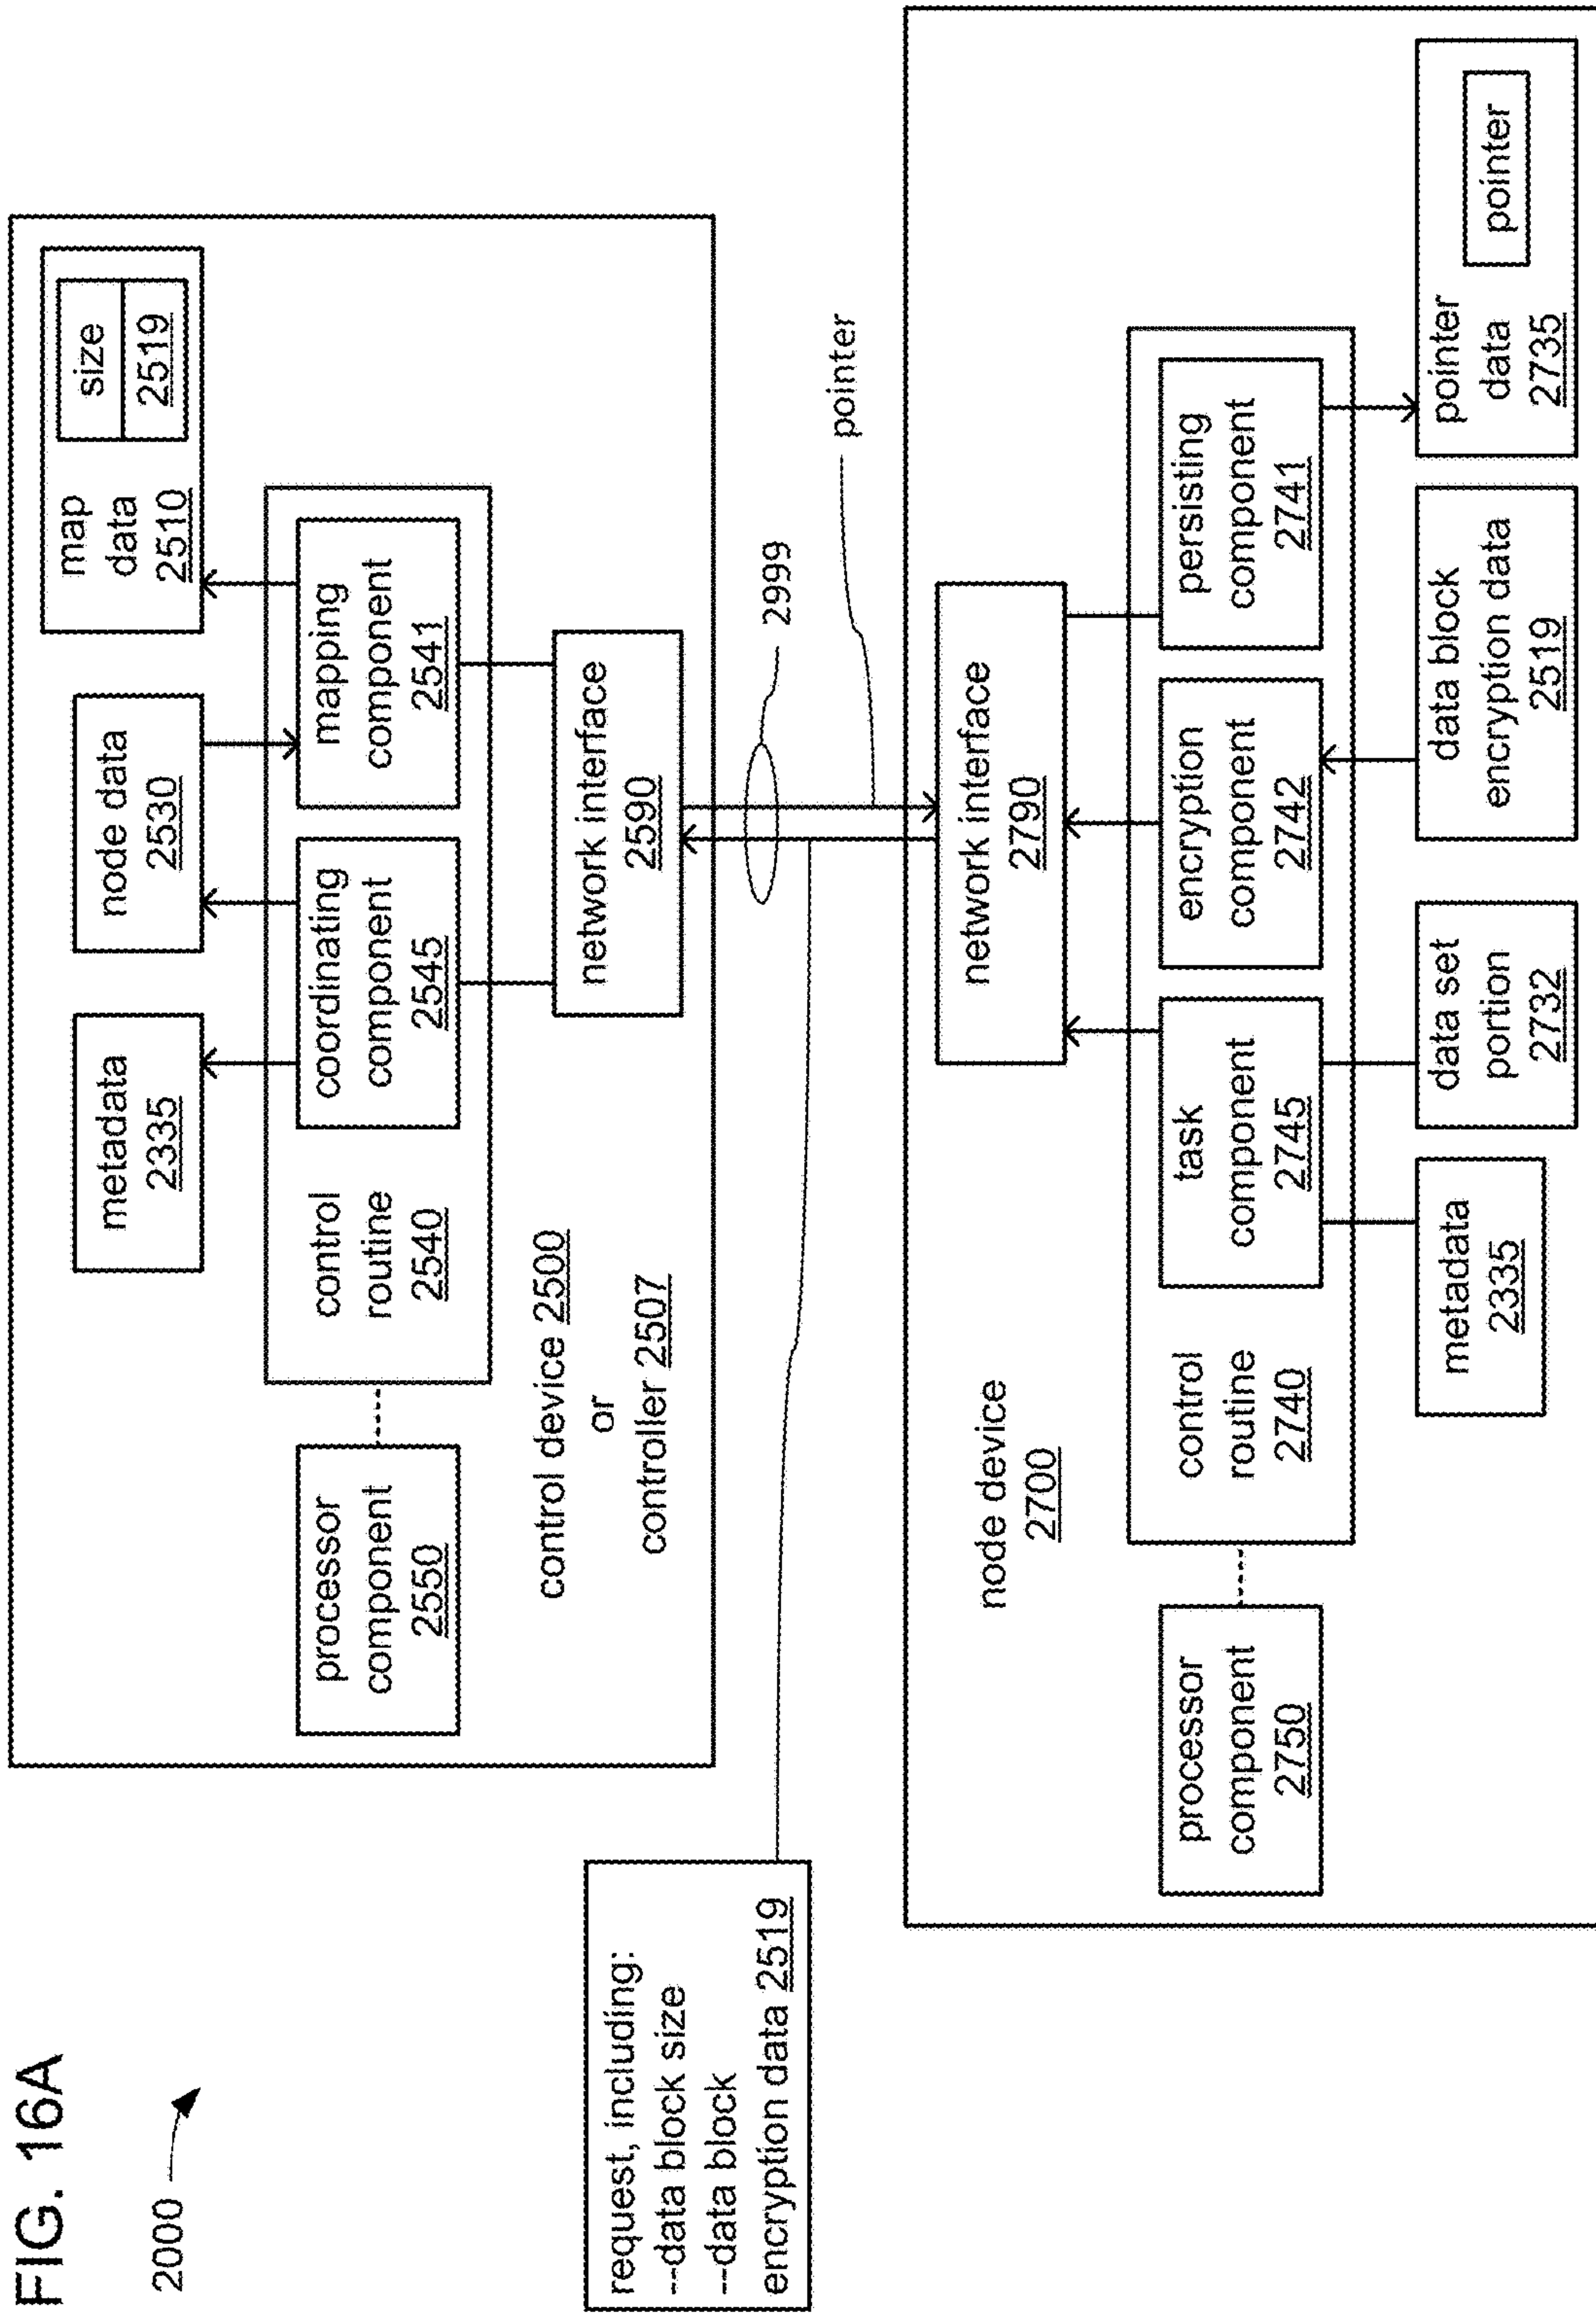 FIG. 16A
2000
metadata
2335
node data
2530
map
data
2510
size
2519
processor
component
2550
control
routine
2540
coordinating
component
2545
mapping
component
2541
control device 2500
or
controller 2507
network interface
2590
request, including:
--data block size
--data block
encryption data 2519
2999
pointer
node device
2700
network interface
2790
processor
component
2750
control
routine
2740
task
component
2745
encryption
component
2742
persisting
component
2741
metadata
2335
data set
portion
2732
data block
encryption data
2519
pointer
data
2735
pointer